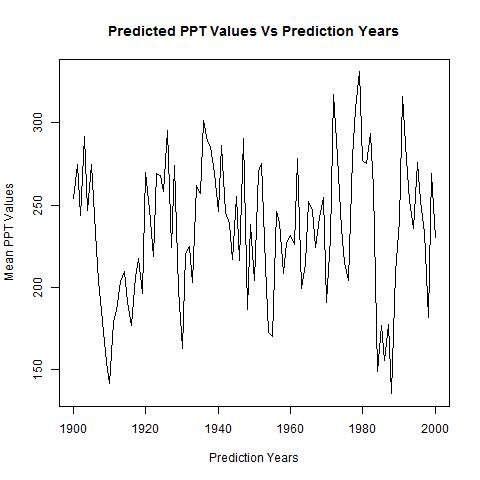 Predicted PPT Values Vs Prediction Years
Mean PPT Values
300
250
200
150
1900 1920 1940 1960 1980 2000
Prediction Years